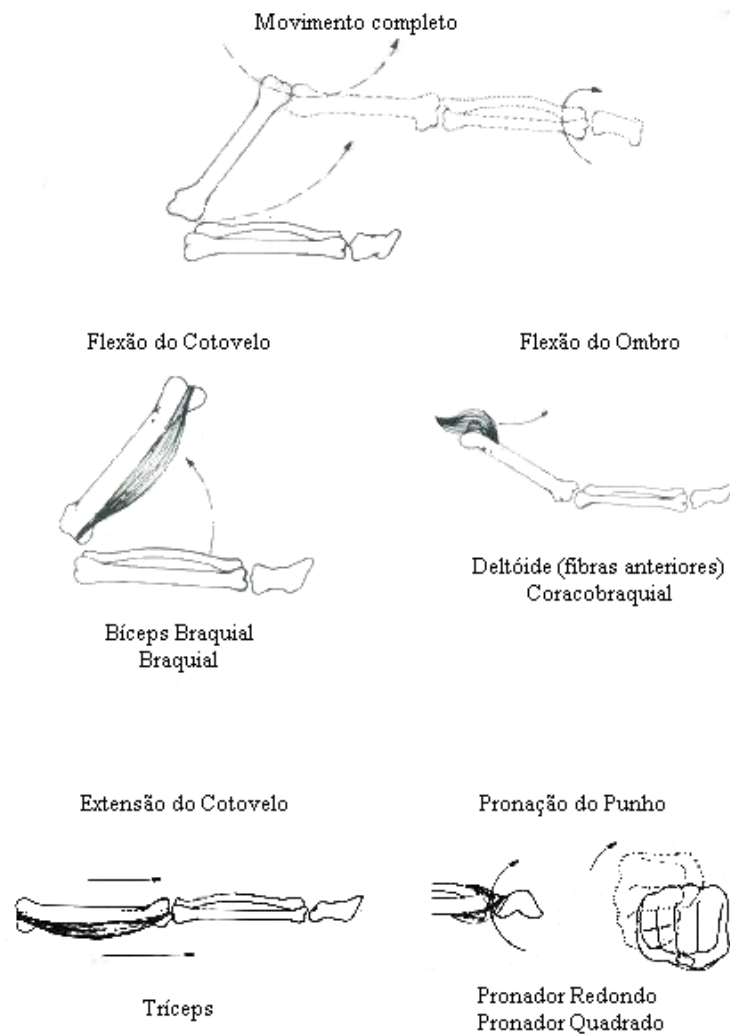 Movimento completo
Flexão do Cotovelo
Flexão do Ombro
Deltóide (fibras anteriores)
Coracobraquial
Bíceps Braquial
Braquial
Extensão do Cotovelo
Pronação do Punho
Tríceps
Pronador Redondo
Pronador Quadrado